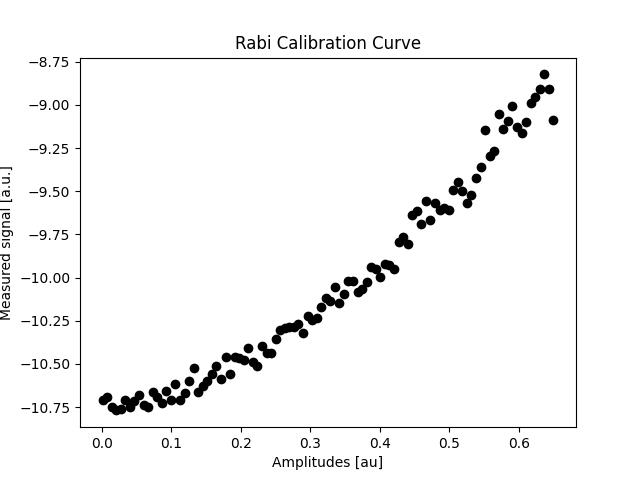 Rabi Calibration Curve
Measured signal [a.u.]
−8.75
−9.00
−9.25
−9.50
−9.75
−10.00
−10.25
−10.50
−10.75
0.0 0.1 0.2 0.3 0.4 0.5 0.6
Amplitudes [au]